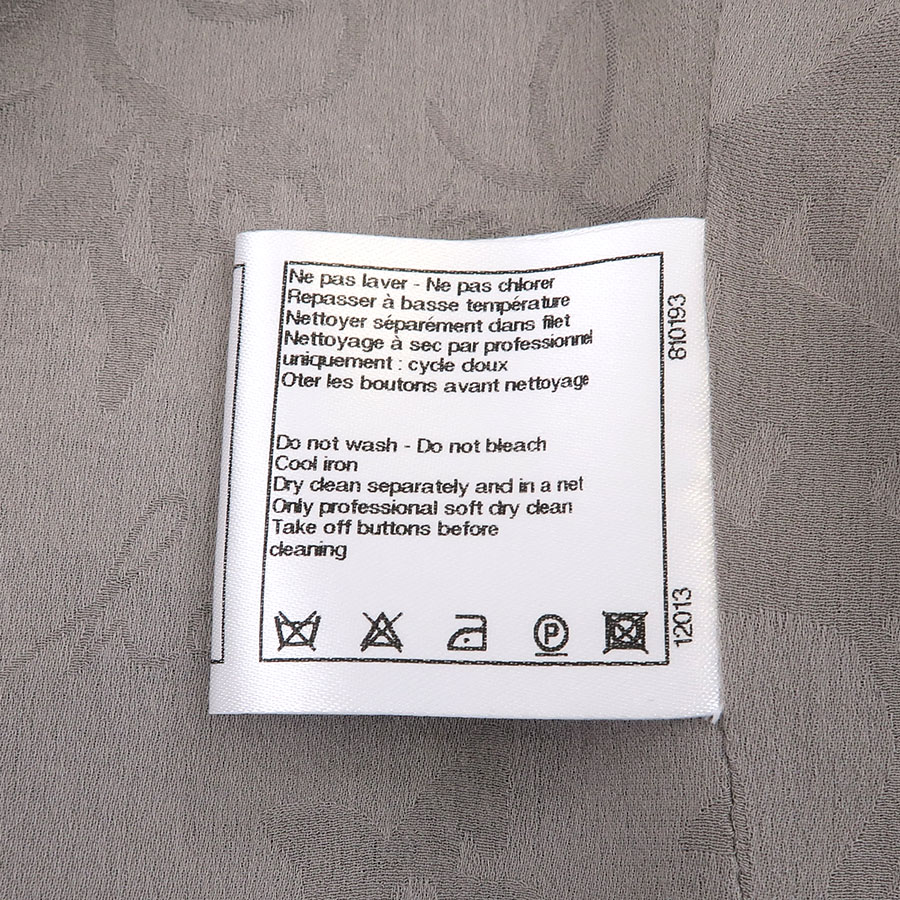 Ne pas laver - Ne pas chlorer
Repasser à basse température
Nettoyer séparément dans filet
Nettoyage à sec par professionnel
uniquement : cycle doux
Oter les boutons avant nettoyage
Do not wash - Do not bleach
Cool iron
Dry clean separately and in a net
Only professional soft dry clean
Take off buttons before
cleaning
P
810193
12013